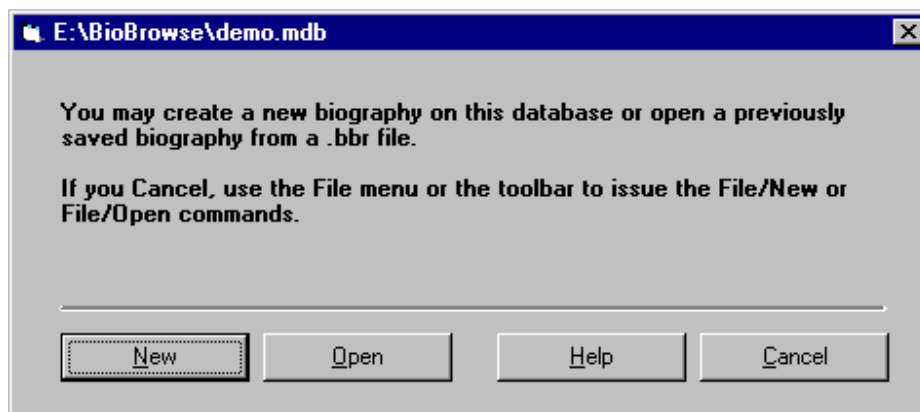 E:\BioBrowse\demo.mdb
You may create a new biography on this database or open a previously
saved biography from a .bbr file.
If you Cancel, use the File menu or the toolbar to issue the File/New or
File/Open commands.
New Open Help Cancel